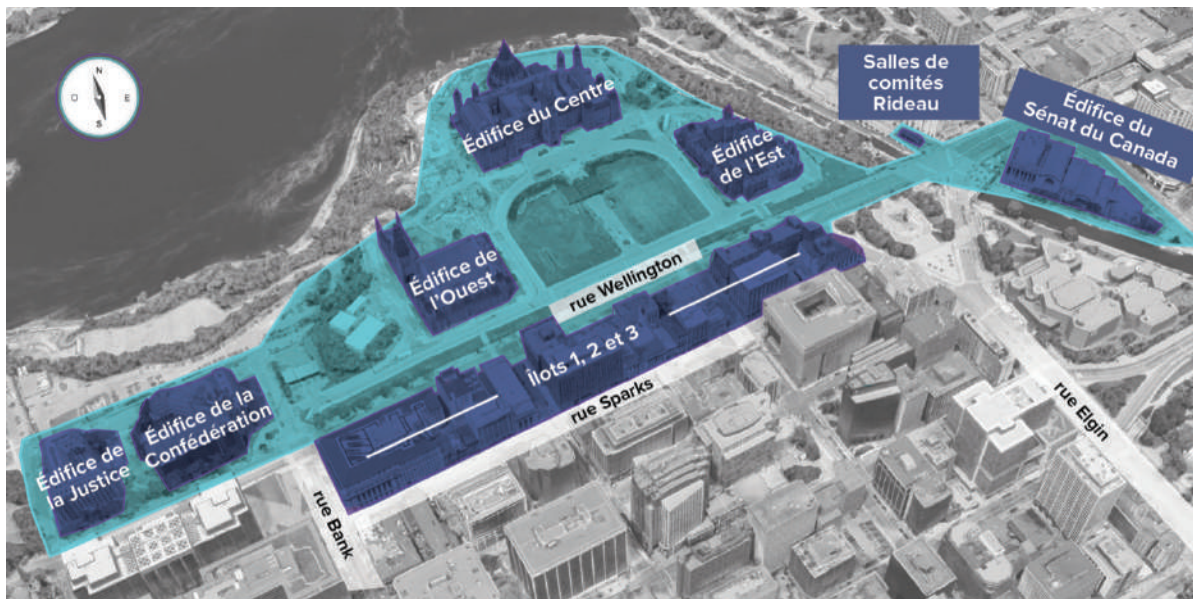 N
O
E
S
Édifice du Centre
Édifice
de l'Est
Salles de
comités
Rideau
Édifice du
Sénat du Canada
Édifice de
l'Ouest
rue Wellington
Îlots 1, 2 et 3
rue Sparks
rue Elgin
Édifice de la
Confédération
Édifice de
la Justice
rue Bank